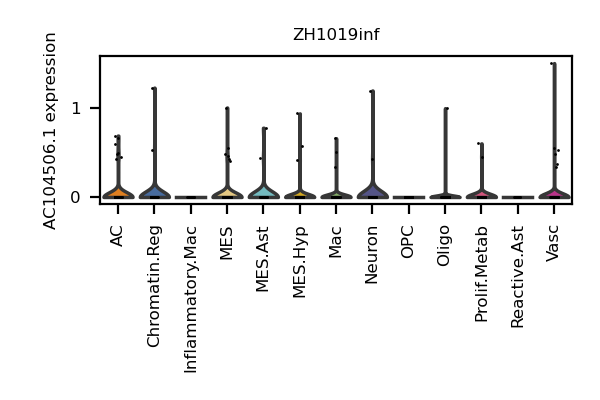 ZH1019inf
AC104506.1 expression
1
0
AC
Chromatin.Reg
Inflammatory.Mac
MES
MES.Ast
MES.Hyp
Mac
Neuron
OPC
Oligo
Prolif.Metab
Reactive.Ast
Vasc